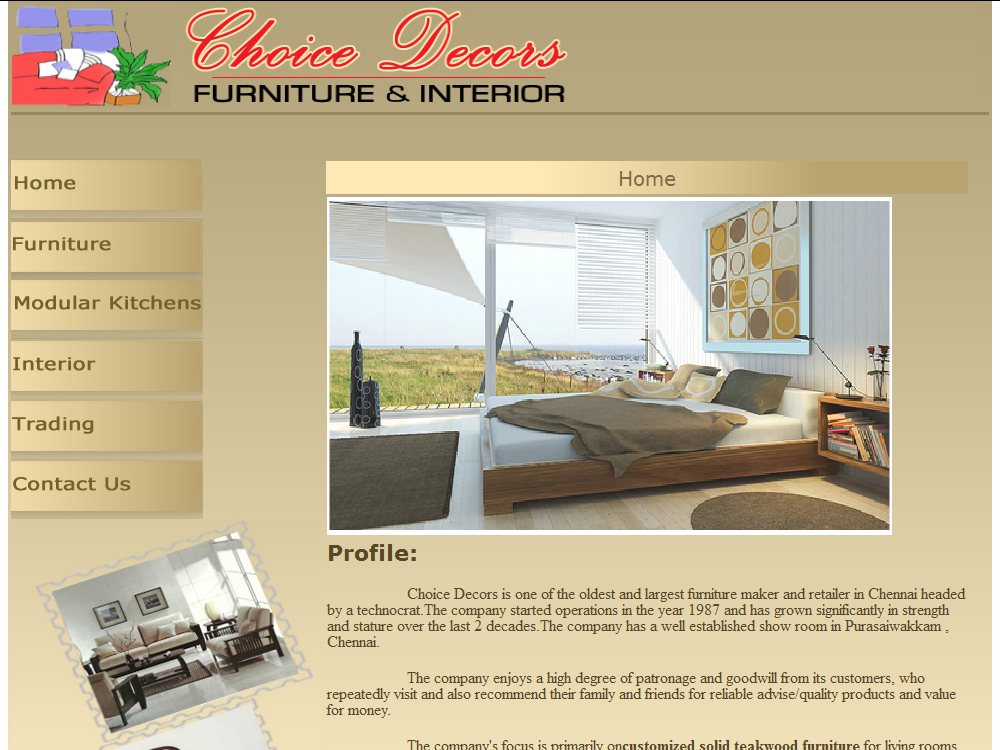 Choice Decors
FURNITURE & INTERIOR
Home
Furniture
Modular Kitchens
Interior
Trading
Contact Us
Home
Profile:
Choice Decors is one of the oldest and largest furniture maker and retailer in Chennai headed
by a technocrat.The company started operations in the year 1987 and has grown significantly in strength
and stature over the last 2 decades.The company has a well established show room in Purasaiwakkam ,
Chennai.
The company enjoys a high degree of patronage and goodwill from its customers, who
repeatedly visit and also recommend their family and friends for reliable advise/quality products and value
for money.
The company's focus is primarily oncustomized solid teakwood furniture for living rooms,